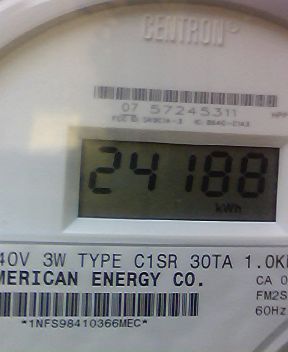 CENTRON®
07 57245311
24188
kWh
40V 3W TYPE C1SR 30TA 1.0K
MERICAN ENERGY CO.
CA 0
FM2S
60Hz
*1NFS98410366MEC*